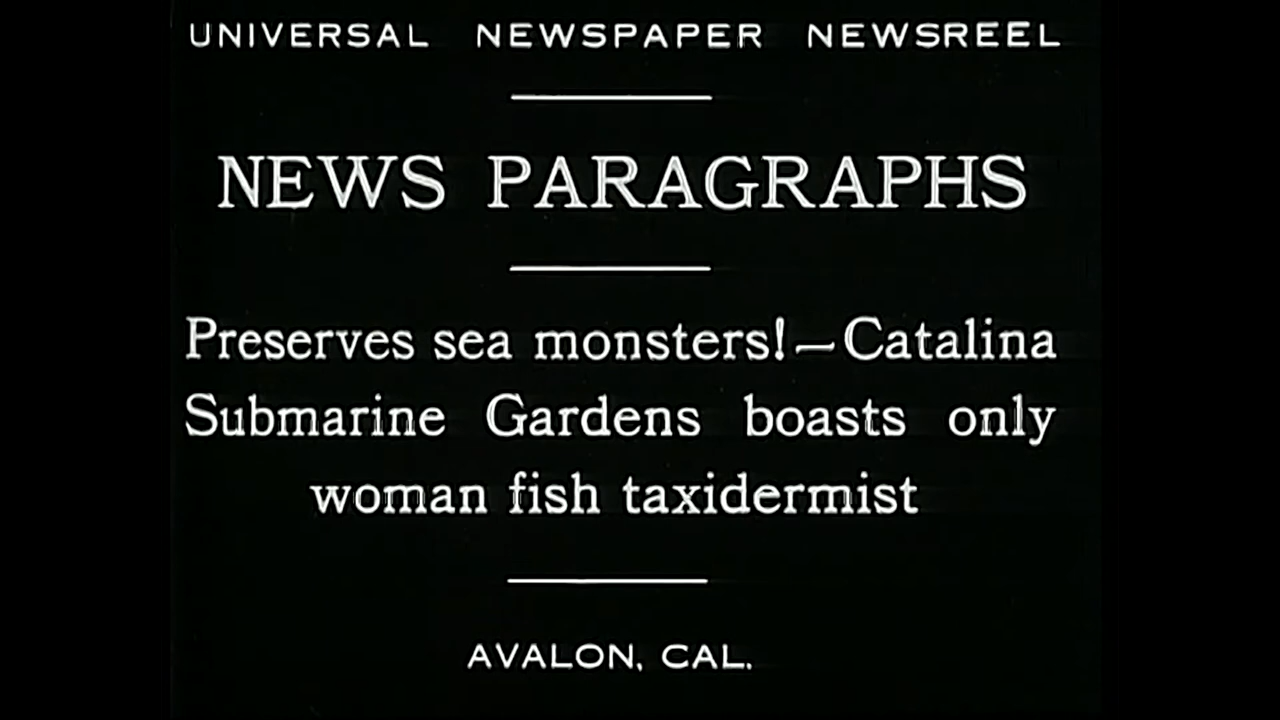 UNIVERSAL NEWSPAPER NEWSREEL
NEWS PARAGRAPHS
Preserves sea monsters!—Catalina
Submarine Gardens boasts only
woman fish taxidermist
AVALON, CAL.